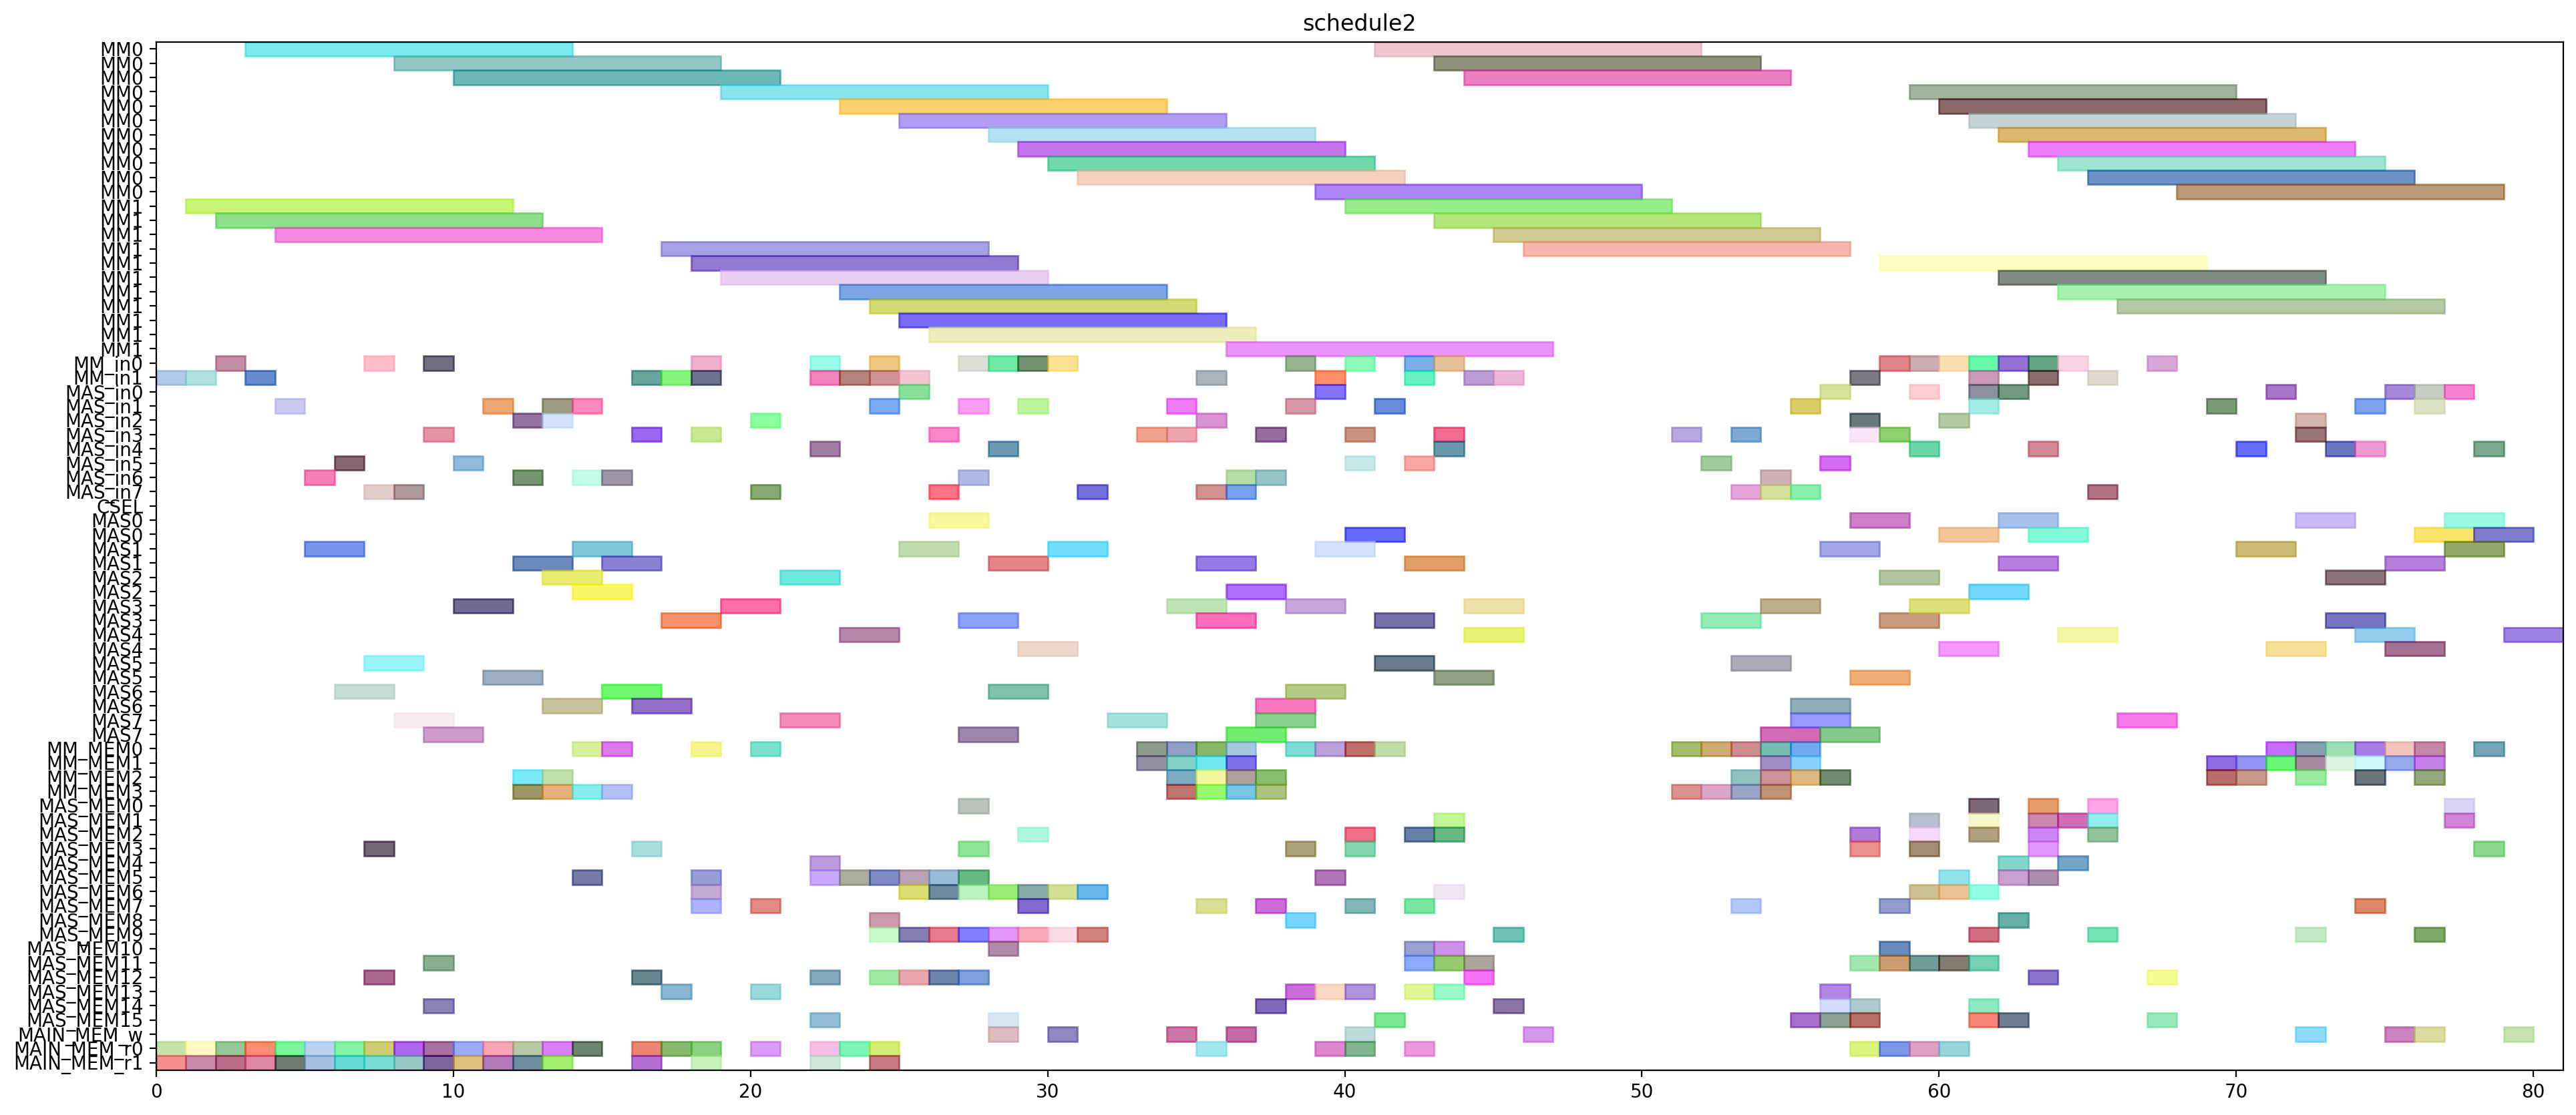 schedule2
MM0
MM0
MM0
MM0
MM0
MM0
MM0
MM0
MM0
MM0
MM0
MM1
MM1
MM1
MM1
MM1
MM1
MM1
MM1
MM1
MM1
MM1
MM_in0
MM_in1
MAS_in0
MAS_in1
MAS_in2
MAS_in3
MAS_in4
MAS_in5
MAS_in6
MAS_in7
CSEL
MAS0
MAS0
MAS1
MAS1
MAS2
MAS2
MAS3
MAS3
MAS4
MAS4
MAS5
MAS5
MAS6
MAS6
MAS7
MAS7
MM_MEM0
MM_MEM1
MM_MEM2
MM_MEM3
MAS_MEM0
MAS_MEM1
MAS_MEM2
MAS_MEM3
MAS_MEM4
MAS_MEM5
MAS_MEM6
MAS_MEM7
MAS_MEM8
MAS_MEM9
MAS_MEM10
MAS_MEM11
MAS_MEM12
MAS_MEM13
MAS_MEM14
MAS_MEM15
MAIN_MEM_w
MAIN_MEM_r0
MAIN_MEM_r1
0 10 20 30 40 50 60 70 80